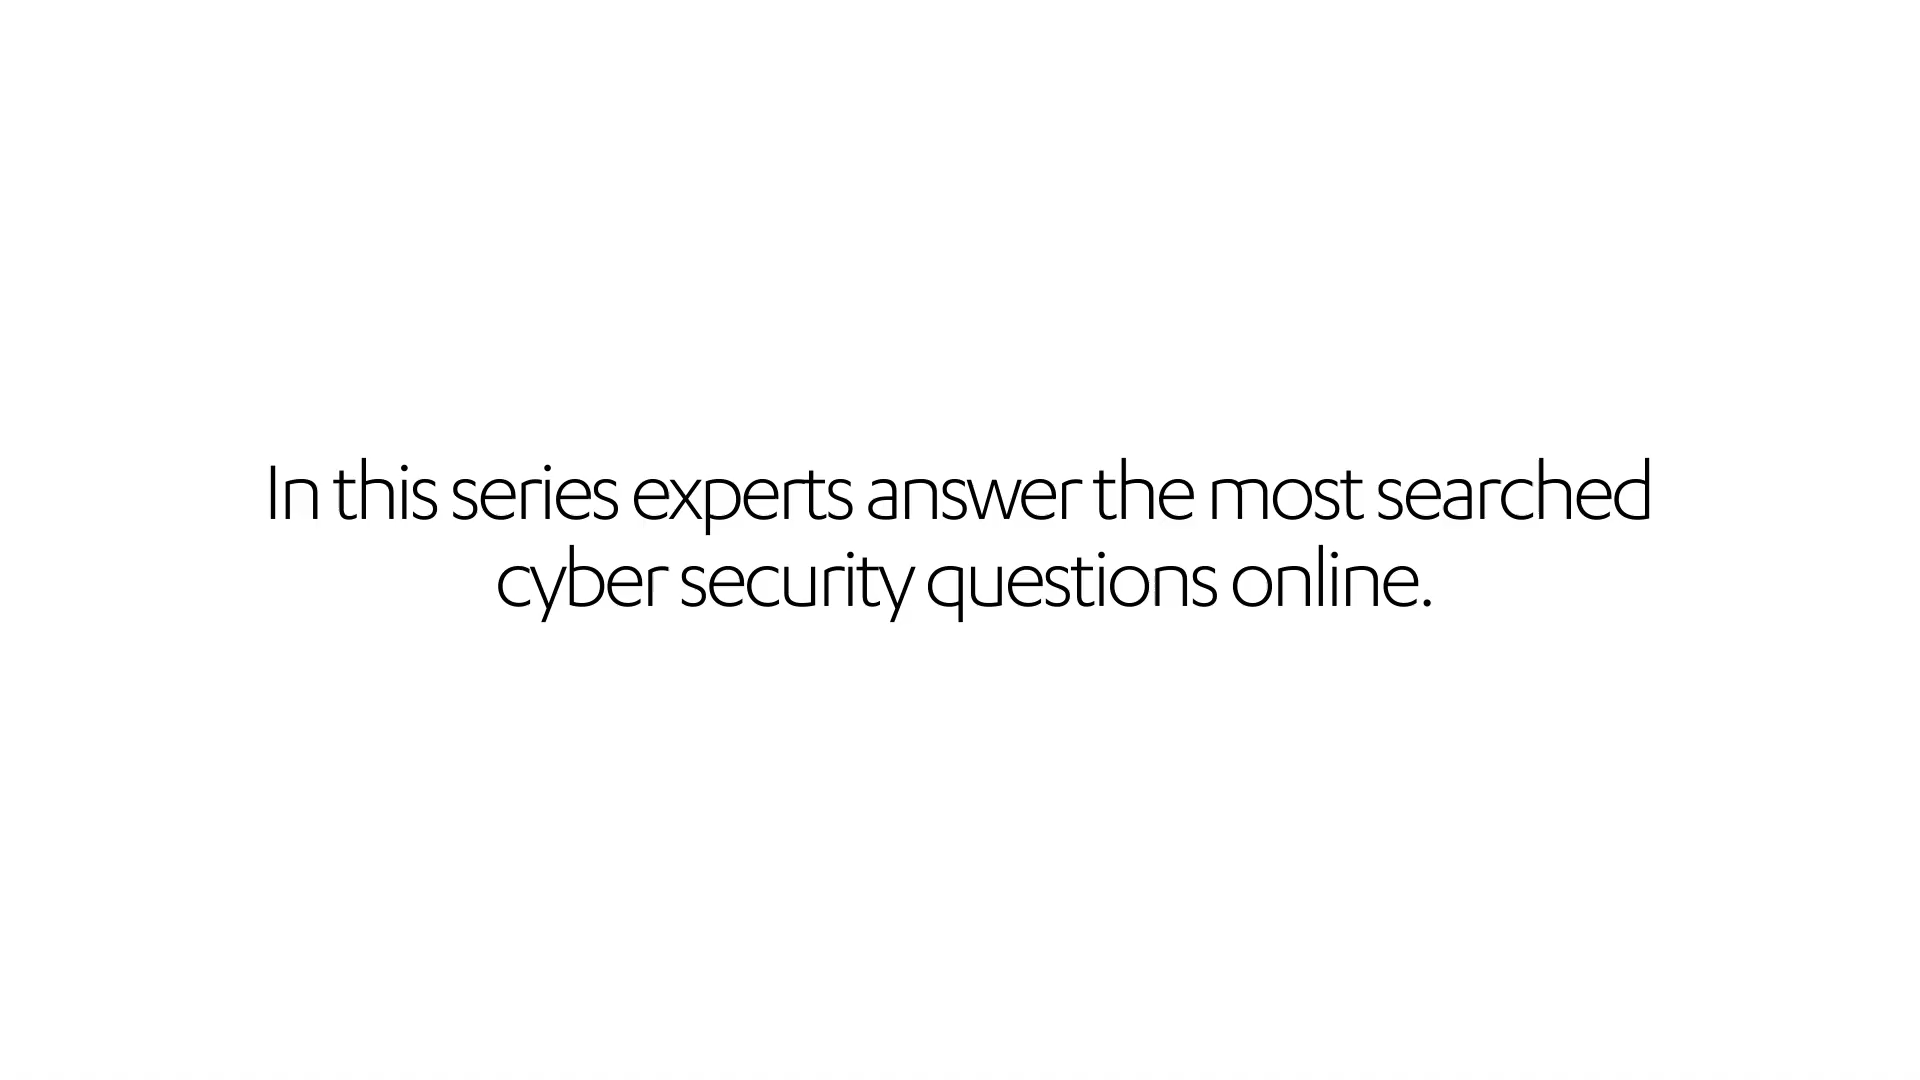 In this series experts answer the most searched
cyber security questions online.